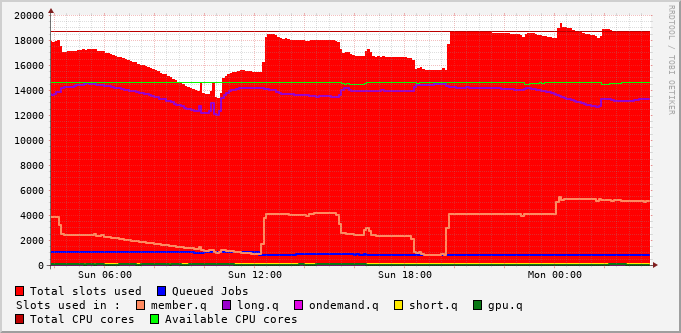 20000
18000
16000
14000
12000
10000
8000
6000
4000
2000
0
Sun 06:00 Sun 12:00 Sun 18:00 Mon 00:00
RRDTOOL / TOBI OETIKER
Total slots used Queued Jobs
Slots used in : member.q long.q ondemand.q short.q gpu.q
Total CPU cores Available CPU cores